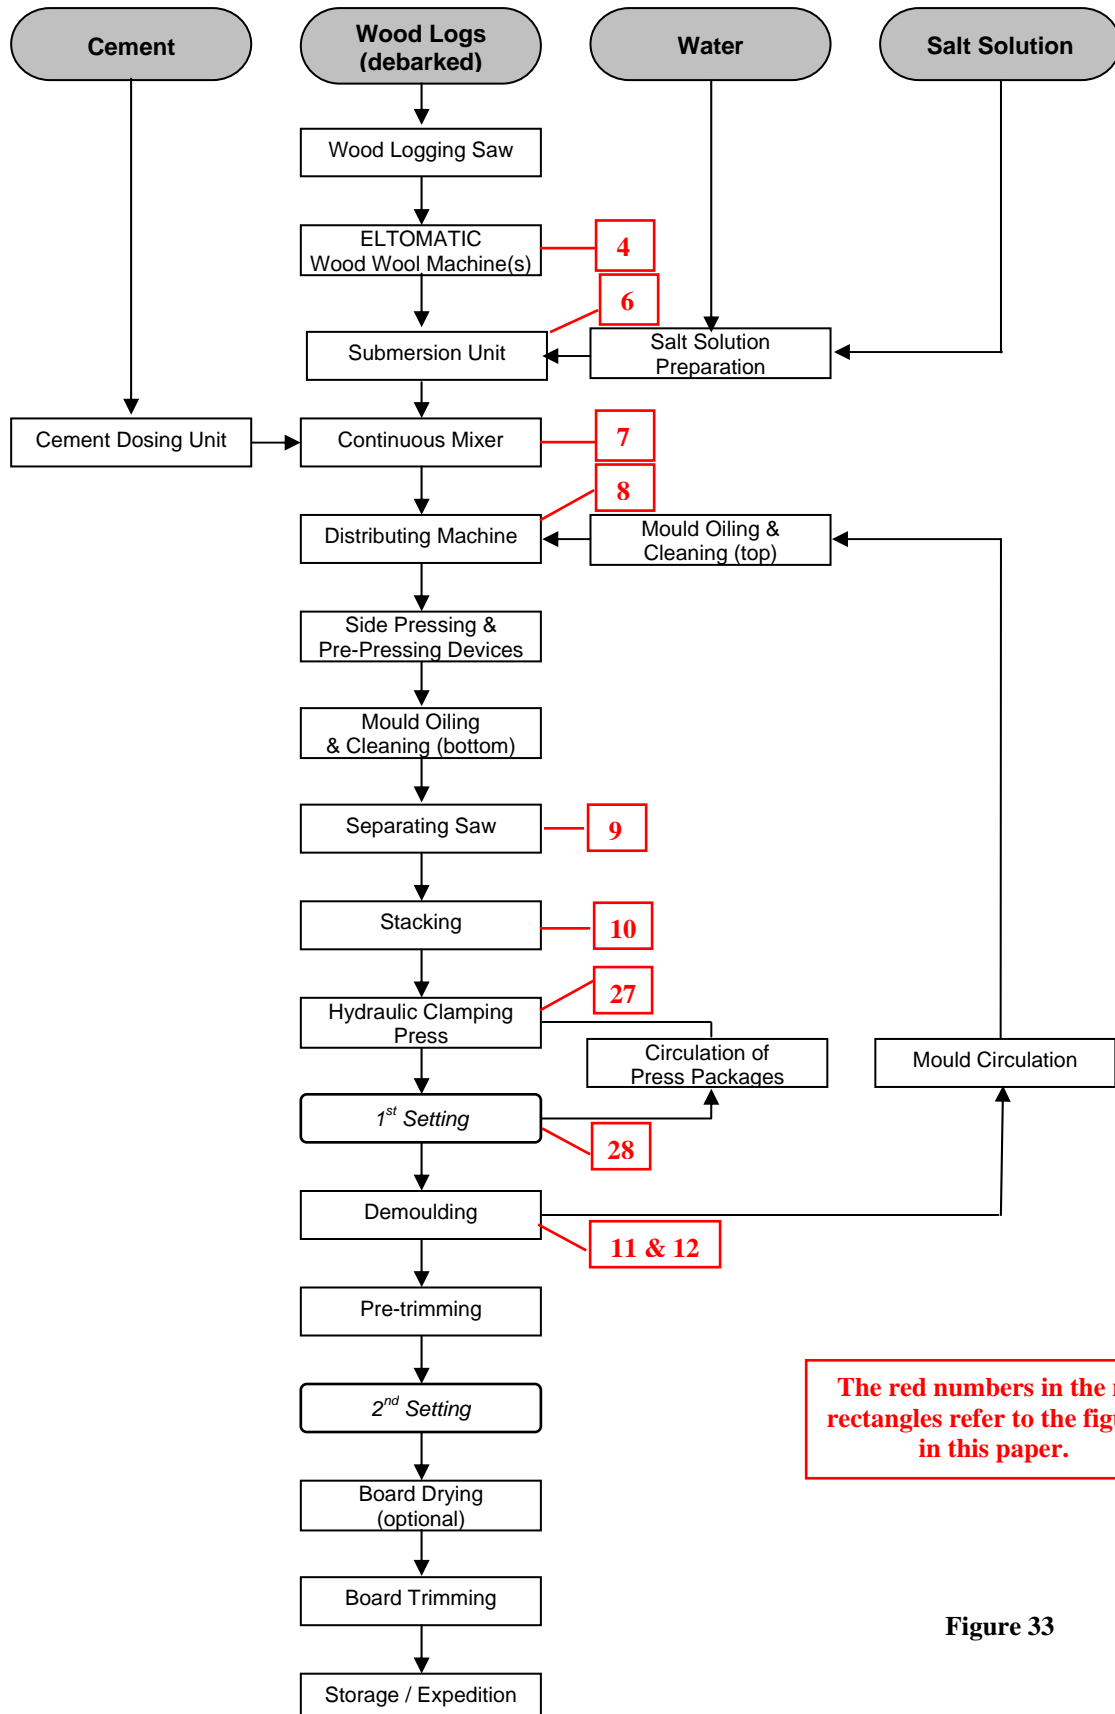 Cement
Wood Logs
(debarked)
Water
Salt Solution
Wood Logging Saw
ELTOMATIC
Wood Wool Machine(s)
4
6
Submersion Unit
Salt Solution
Preparation
Cement Dosing Unit
Continuous Mixer
7
8
Distributing Machine
Mould Oiling &
Cleaning (top)
Side Pressing &
Pre-Pressing Devices
Mould Oiling
& Cleaning (bottom)
Separating Saw
9
Stacking
10
27
Hydraulic Clamping
Press
Circulation of
Press Packages
Mould Circulation
1st Setting
28
Demoulding
11 & 12
Pre-trimming
The red numbers in the
rectangles refer to the
in this paper.
2nd Setting
Board Drying
(optional)
Board Trimming
Figure 33
Storage / Expedition